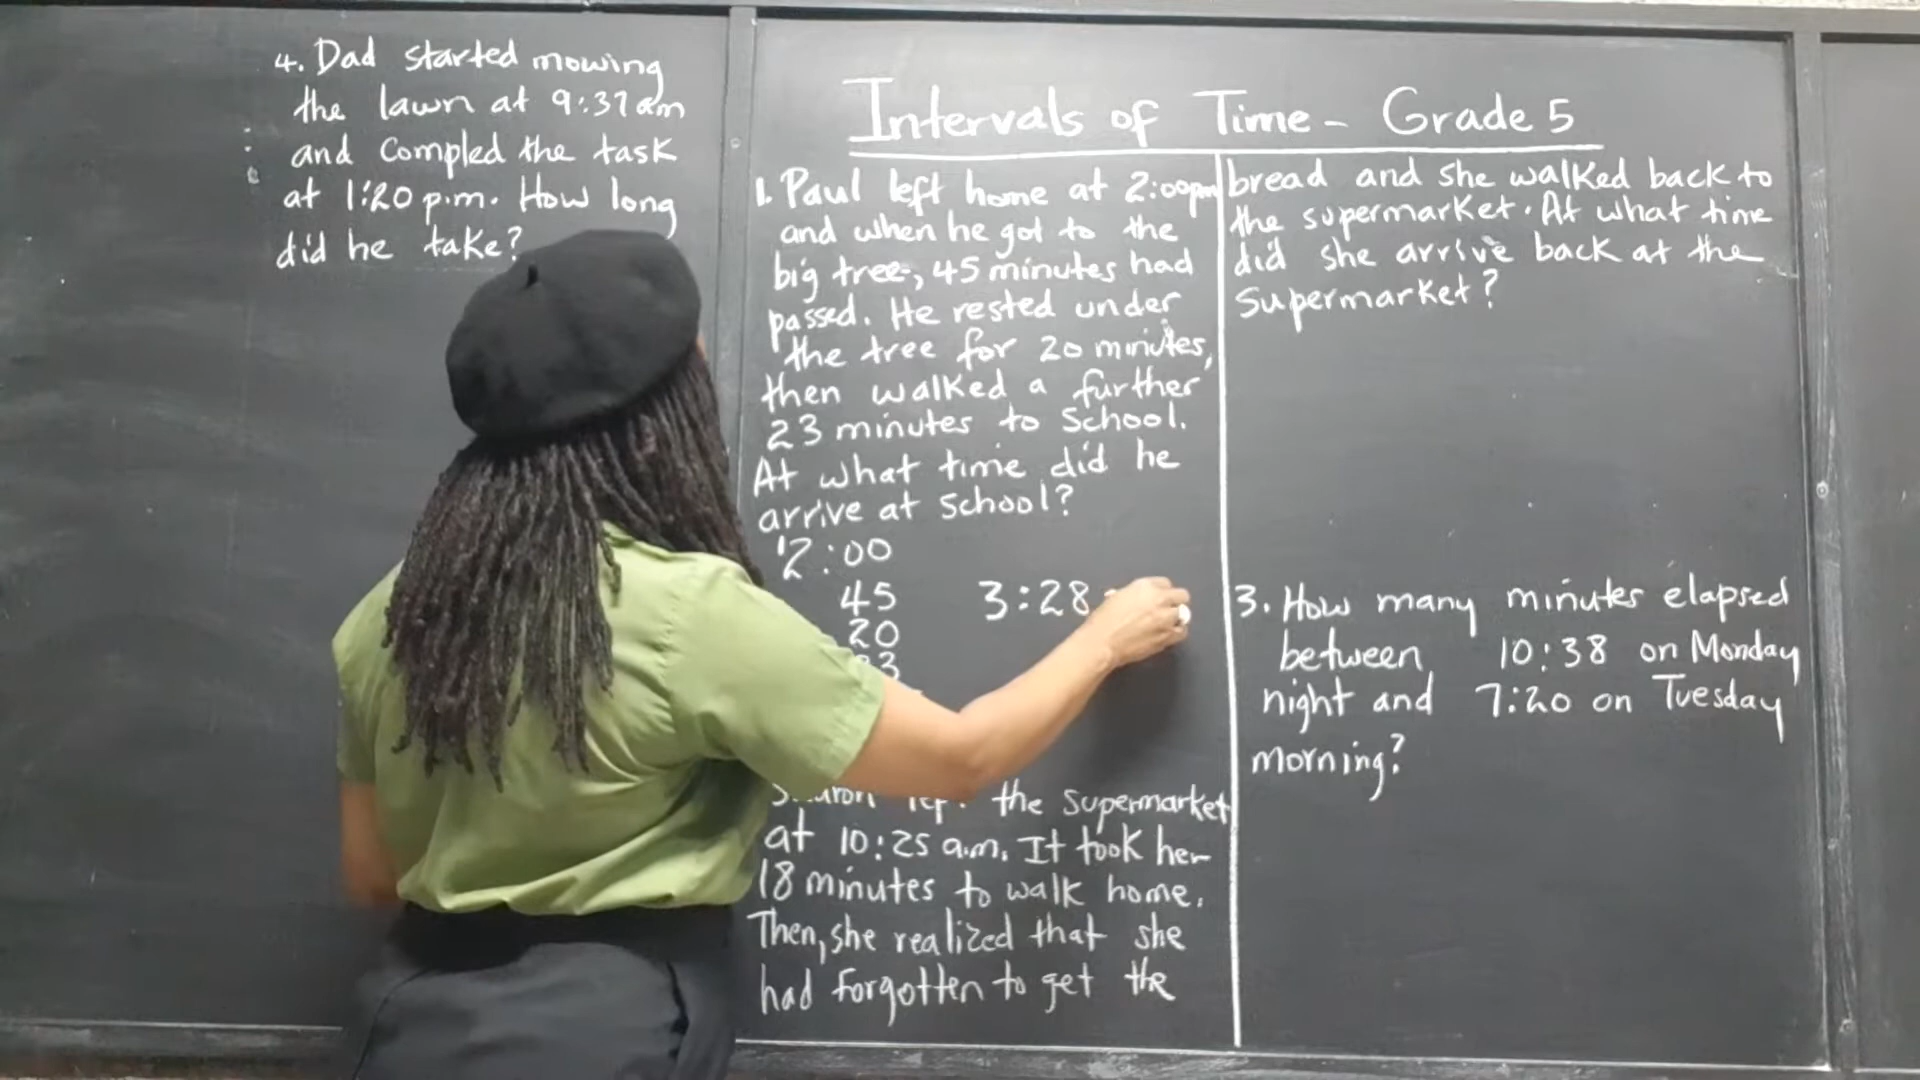 4. Dad started mowing
the lawn at 9:37am
and Compled the task
at 1:20 p.m. How long
did he take?
Intervals of Time - Grade 5
1. Paul left home at 2:00pm
and when he got to the
big tree, 45 minutes had
passed. He rested under
the tree for 20 minutes,
then walked a further
23 minutes to School.
At what time did he
arrive at School?
2:00
45
20
3:28
the Supermarket
at 10:25 a.m. It took her
18 minutes to walk home.
Then, she realized that she
had forgotten to get the
bread and she walked back to
the supermarket. At what time
did she arrive back at the
Supermarket?
3. How many minutes elapsed
between 10:38 on Monday
night and 7:20 on Tuesday
morning?